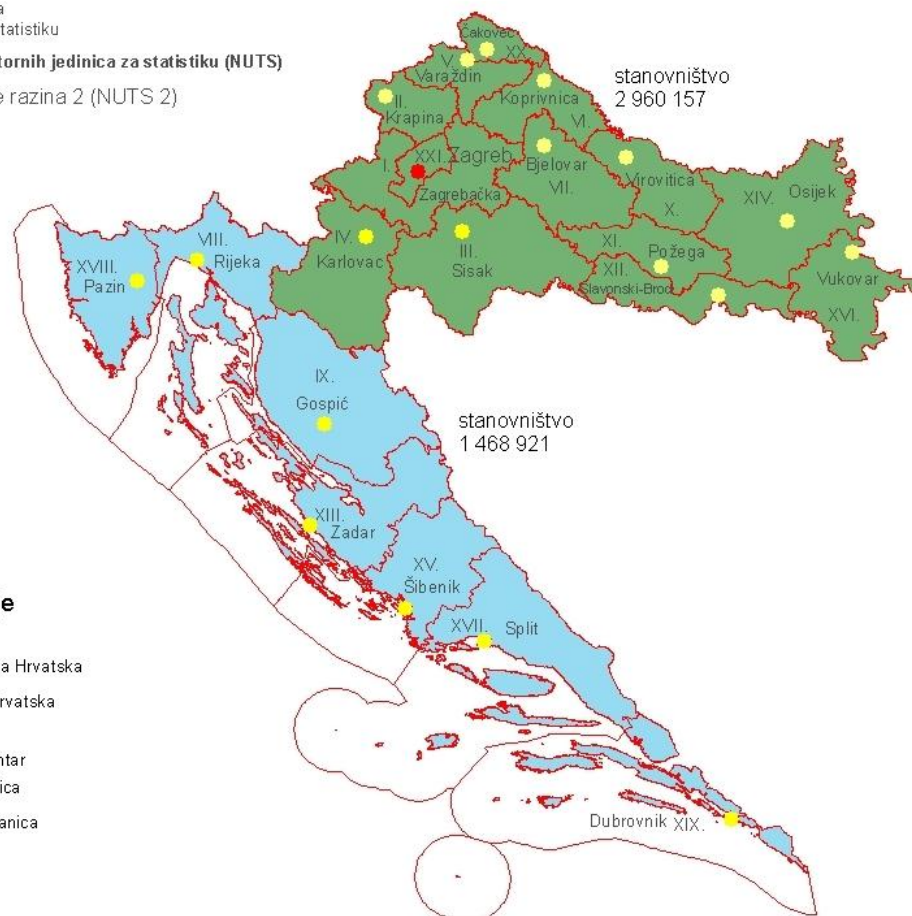 tatistiku
tornih jedinica za statistiku (NUTS)
e razina 2 (NUTS 2)
stanovništvo
2 960 157
Čakovec
XX.
V.
Varaždin
II.
Krapina
Koprivnica
VI.
I.
XXI. Zagreb
Zagrebačka
Bjelovar
VII.
Virovitica
X.
XIV.
Osijek
IV.
Karlovac
III.
Sisak
XI.
Požega
XII.
Slavonski-Brod
Vukovar
XVI.
VIII.
Rijeka
XVIII.
Pazin
IX.
Gospić
stanovništvo
1 468 921
XIII.
Zadar
XV.
Šibenik
XVII.
Split
Dubrovnik XIX.
e
a Hrvatska
rvatska
ntar
ica
anica